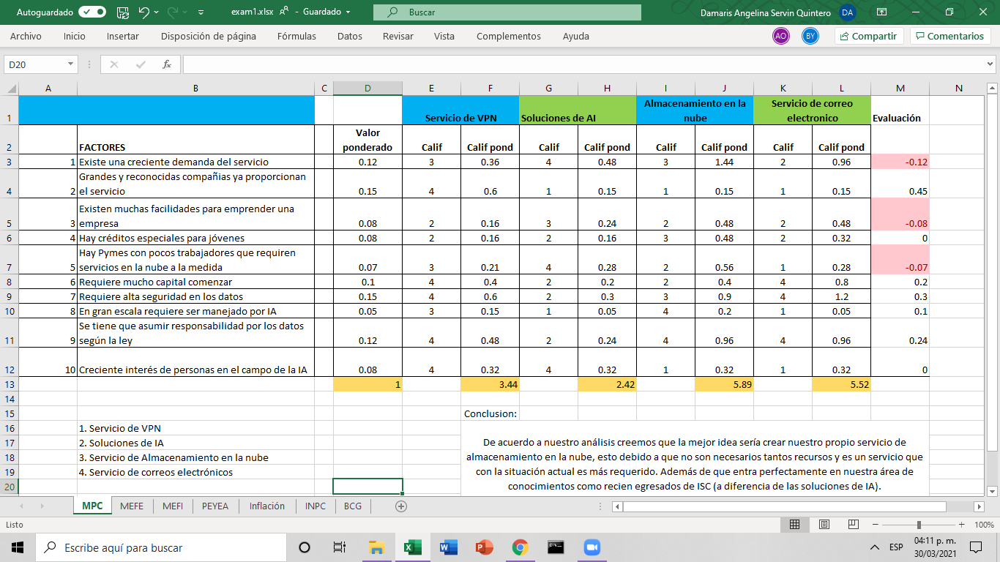 Autoguardado exam1.xlsx - Guardado Buscar Damaris Angelina Servin Quintero DA
Archivo Inicio Insertar Disposición de página Fórmulas Datos Revisar Vista Complementos Ayuda AO BY Compartir Comentarios
D20 fx
A B C D E F G H I J K L M N
1 Servicio de VPN Soluciones de AI Almacenamiento en la nube Servicio de correo electronico Evaluación
2 FACTORES Valor ponderado Calif Calif pond Calif Calif pond Calif Calif pond Calif Calif pond
3 1 Existe una creciente demanda del servicio 0.12 3 0.36 4 0.48 3 1.44 2 0.96 -0.12
4 2 Grandes y reconocidas compañias ya proporcionan el servicio 0.15 4 0.6 1 0.15 1 0.15 1 0.15 0.45
5 3 Existen muchas facilidades para emprender una empresa 0.08 2 0.16 3 0.24 2 0.48 2 0.48 -0.08
6 4 Hay créditos especiales para jóvenes 0.08 2 0.16 2 0.16 3 0.48 2 0.32 0
7 5 Hay Pymes con pocos trabajadores que requiren servicios en la nube a la medida 0.07 3 0.21 4 0.28 2 0.56 1 0.28 -0.07
8 6 Requiere mucho capital comenzar 0.1 4 0.4 2 0.2 2 0.4 4 0.8 0.2
9 7 Requiere alta seguridad en los datos 0.15 4 0.6 2 0.3 3 0.9 4 1.2 0.3
10 8 En gran escala requiere ser manejado por IA 0.05 3 0.15 1 0.05 4 0.2 1 0.05 0.1
11 9 Se tiene que asumir responsabilidad por los datos según la ley 0.12 4 0.48 2 0.24 4 0.96 4 0.96 0.24
12 10 Creciente interés de personas en el campo de la IA 0.08 4 0.32 4 0.32 1 0.32 1 0.32 0
13 1 3.44 2.42 5.89 5.52
14
15 Conclusion:
16 1. Servicio de VPN
17 2. Soluciones de IA
18 3. Servicio de Almacenamiento en la nube
19 4. Servicio de correos electrónicos
20
De acuerdo a nuestro análisis creemos que la mejor idea sería crear nuestro propio servicio de
almacenamiento en la nube, esto debido a que no son necesarios tantos recursos y es un servicio que
con la situación actual es más requerido. Además de que entra perfectamente en nuestra área de
conocimientos como recien egresados de ISC (a diferencia de las soluciones de IA).
MPC MEFE MEFI PEYEA Inflación INPC BCG
Listo 100%
Escribe aquí para buscar ESP 04:11 p. m.
30/03/2021